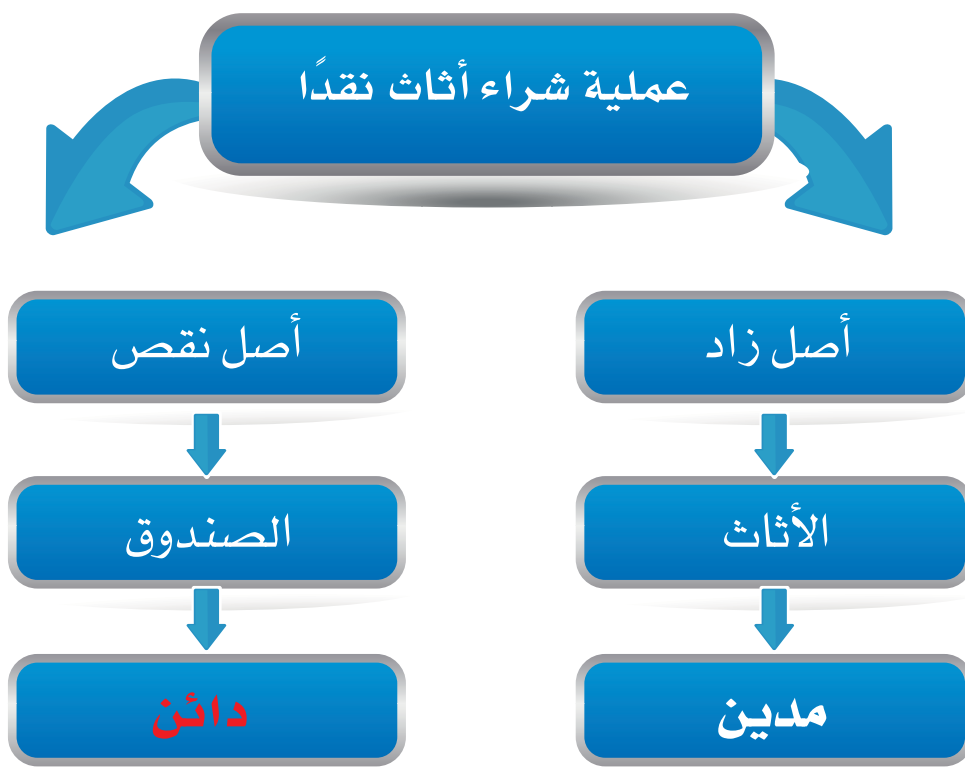 عملية شراء أثاث نقدًا
أصل زاد
أصل نقص
الأثاث
الصندوق
مدين
دائن